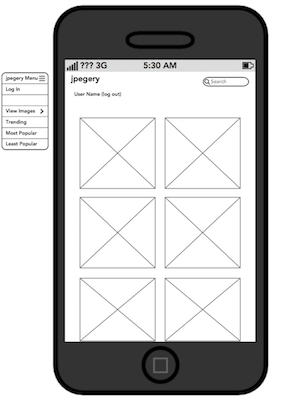 ??? 3G 5:30 AM
jpegery
Search
User Name (log out)
jpegery Menu
Log In
View Images
Trending
Most Popular
Least Popular